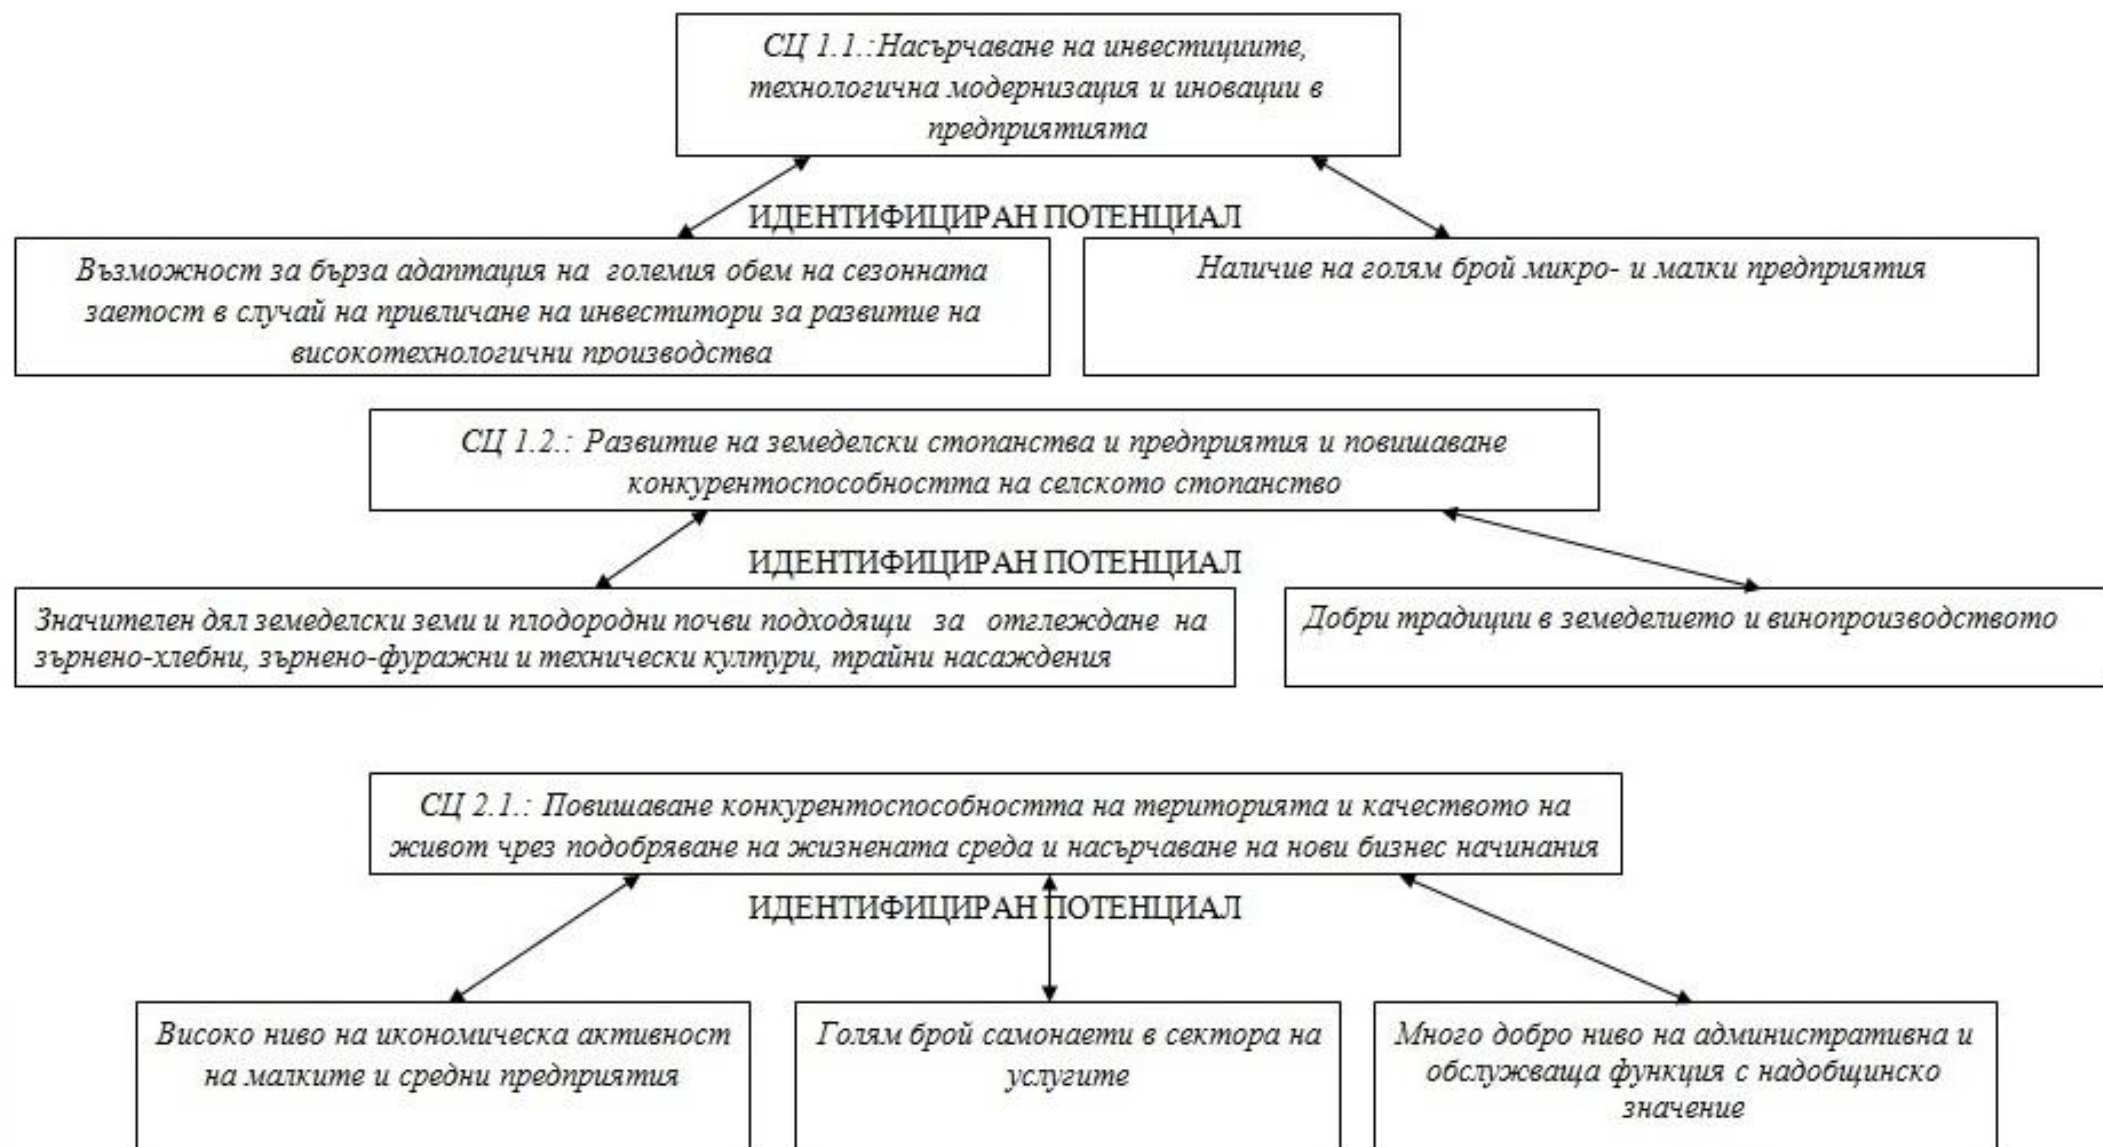 СЦ 1.1.:Насърчаване на инвестициите,
технологична модернизация и иновации в
предприятията
ИДЕНТИФИЦИРАН ПОТЕНЦИАЛ
Възможност за бърза адаптация на големия обем на сезонната
заетост в случай на привличане на инвеститори за развитие на
високотехнологични производства
Наличие на голям брой микро- и малки предприятия
СЦ 1.2.: Развитие на земеделски стопанства и предприятия и повишаване
конкурентоспособността на селското стопанство
ИДЕНТИФИЦИРАН ПОТЕНЦИАЛ
Значителен дял земеделски земи и плодородни почви подходящи за отглеждане на
зърнено-хлебни, зърнено-фуражни и технически култури, трайни насаждения
Добри традиции в земеделието и винопроизводството
СЦ 2.1.: Повишаване конкурентоспособността на територията и качеството на
живот чрез подобряване на жизнената среда и насърчаване на нови бизнес начинания
ИДЕНТИФИЦИРАН ПОТЕНЦИАЛ
Високо ниво на икономическа активност
на малките и средни предприятия
Голям брой самонаети в сектора на
услугите
Много добро ниво на административна и
обслужваща функция с надобщинско
значение